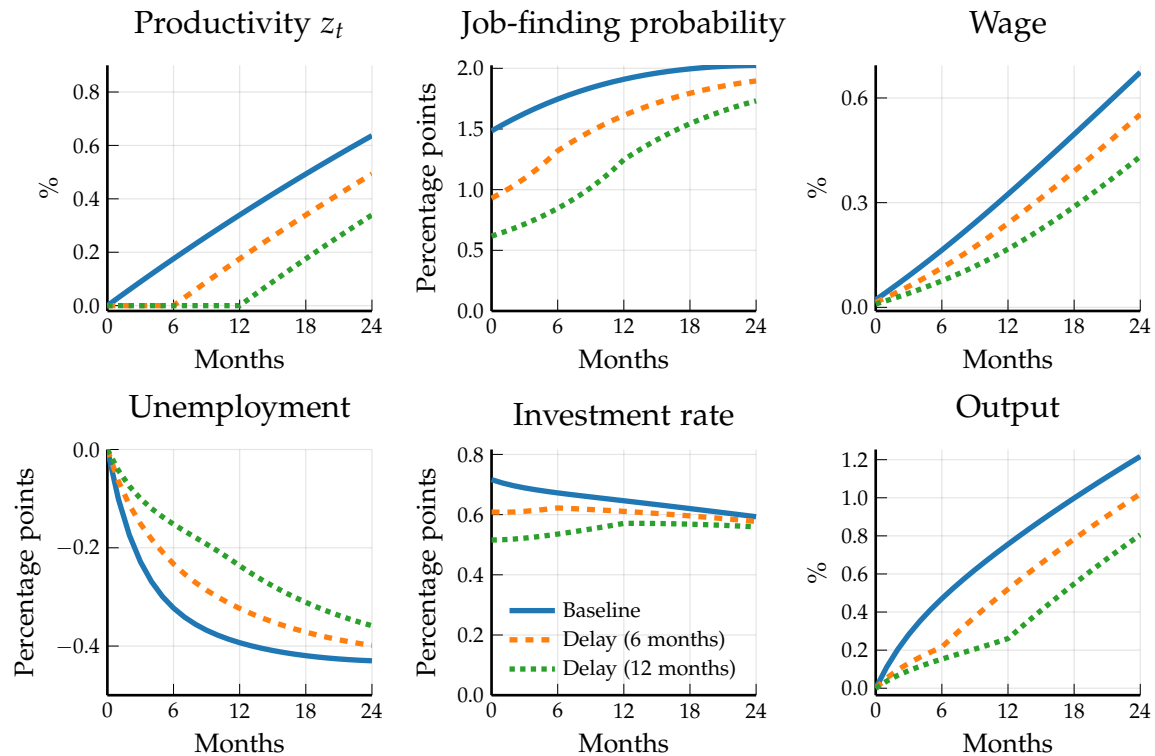 Productivity z_t
%
0.8
0.6
0.4
0.2
0.0
0 6 12 18 24
Months
Job-finding probability
Percentage points
2.0
1.5
1.0
0.5
0.0
0 6 12 18 24
Months
Wage
%
0.6
0.3
0.0
0 6 12 18 24
Months
Unemployment
Percentage points
0.0
−0.2
−0.4
0 6 12 18 24
Months
Investment rate
Percentage points
0.8
0.6
0.4
0.2
0.0
Baseline
Delay (6 months)
Delay (12 months)
0 6 12 18 24
Months
Output
%
1.2
1.0
0.8
0.6
0.4
0.2
0.0
0 6 12 18 24
Months